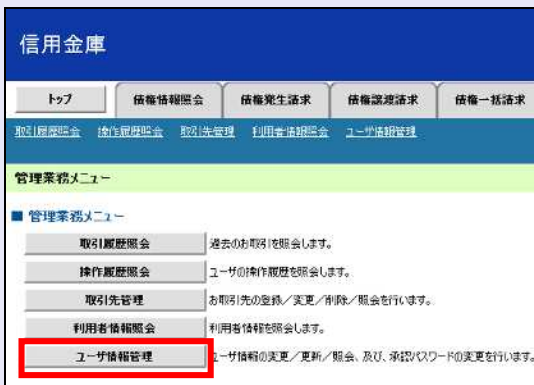 信用金庫
トップ 債権情報照会 債権発生請求 債権譲渡請求 債権一括請求
取引履歴照会 操作履歴照会 取引先管理 利用者情報照会 ユーザ情報管理
管理業務メニュー
■ 管理業務メニュー
取引履歴照会 過去のお取引を照会します。
操作履歴照会 ユーザの操作履歴を照会します。
取引先管理 お取引先の登録／変更／削除／照会を行います。
利用者情報照会 利用者情報を照会します。
ユーザ情報管理 ユーザ情報の変更／更新／照会、及び、承認パスワードの変更を行います。